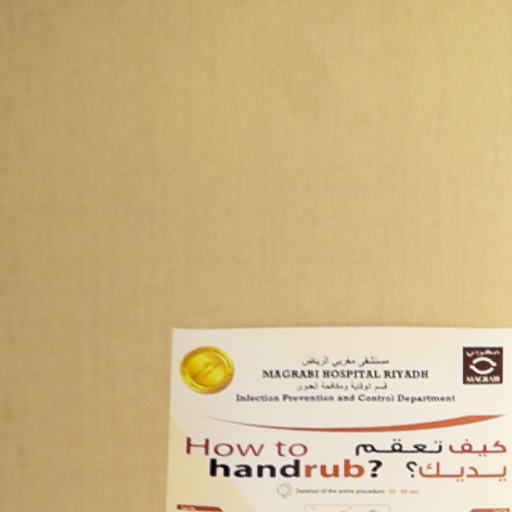 مستشفى مغربي الرياض
MAGRABI HOSPITAL RIYADH
قسم الوقاية ومكافحة العدوى
Infection Prevention and Control Department
مغربي
MAGRABI
How to
handrub?
كيف تعقم
يديك؟
Duration of the entire procedure: 20 - 30 sec.